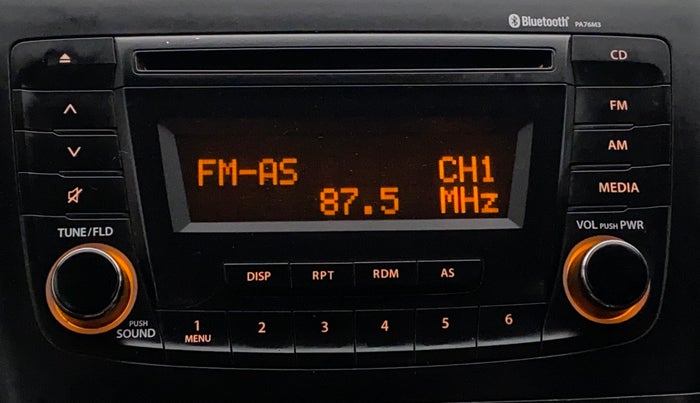 Bluetooth® PA76M3
CD
FM
AM
MEDIA
FM-AS CH1
87.5 MHz
TUNE/FLD
VOL PUSH PWR
DISP RPT RDM AS
PUSH
SOUND
1 2 3 4 5 6
MENU